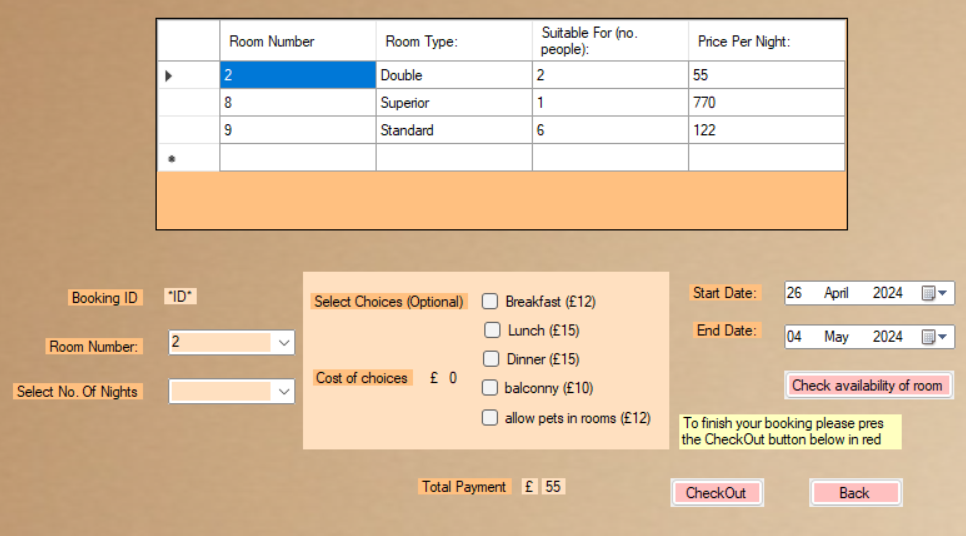 Room Number Room Type: Suitable For (no. people): Price Per Night:
2 Double 2 55
8 Superior 1 770
9 Standard 6 122
Booking ID *ID*
Room Number: 2
Select No. Of Nights
Select Choices (Optional)
Breakfast (£12)
Lunch (£15)
Dinner (£15)
balconny (£10)
allow pets in rooms (£12)
Cost of choices £ 0
Start Date: 26 April 2024
End Date: 04 May 2024
Check availability of room
To finish your booking please pres
the CheckOut button below in red
Total Payment £ 55
CheckOut
Back